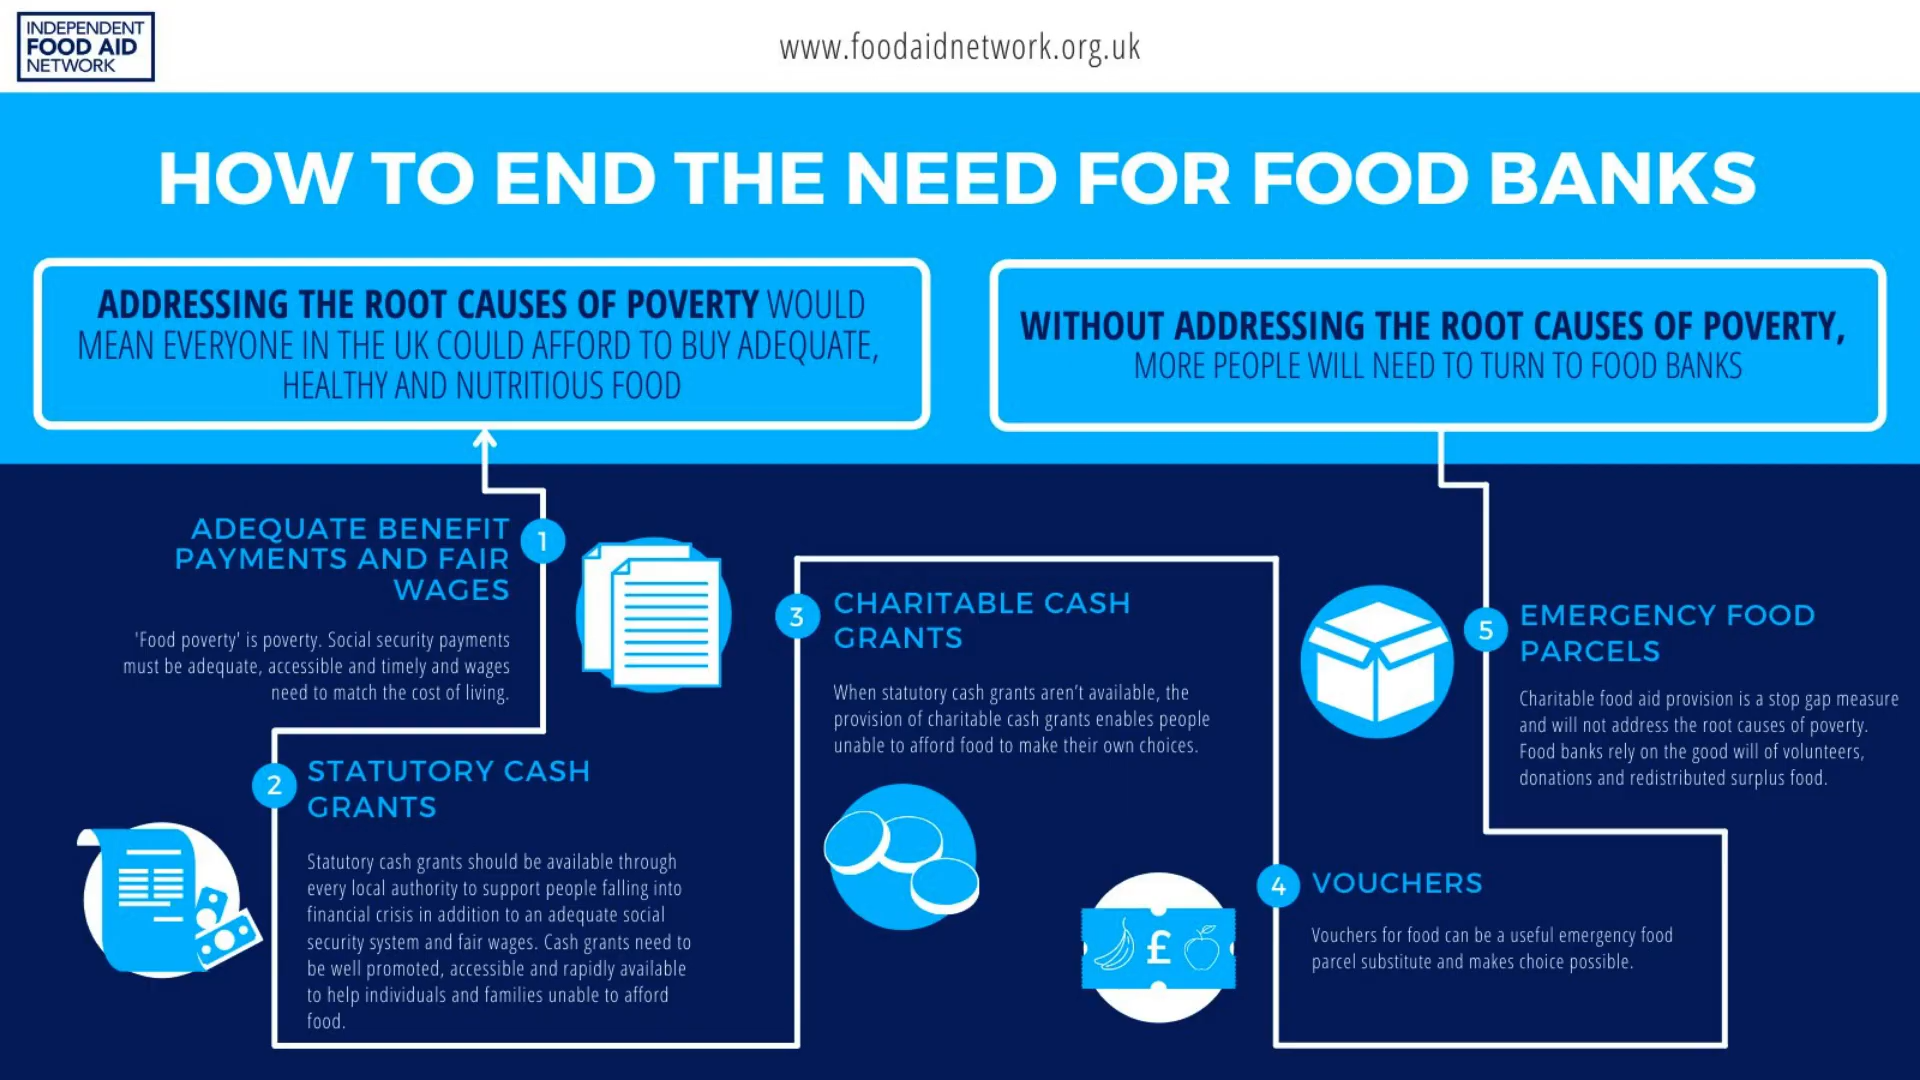 INDEPENDENT
FOOD AID
NETWORK
www.foodaidnetwork.org.uk
HOW TO END THE NEED FOR FOOD BANKS
ADDRESSING THE ROOT CAUSES OF POVERTY WOULD
MEAN EVERYONE IN THE UK COULD AFFORD TO BUY ADEQUATE,
HEALTHY AND NUTRITIOUS FOOD
WITHOUT ADDRESSING THE ROOT CAUSES OF POVERTY,
MORE PEOPLE WILL NEED TO TURN TO FOOD BANKS
1
ADEQUATE BENEFIT
PAYMENTS AND FAIR
WAGES
'Food poverty' is poverty. Social security payments
must be adequate, accessible and timely and wages
need to match the cost of living.
2
STATUTORY CASH
GRANTS
Statutory cash grants should be available through
every local authority to support people falling into
financial crisis in addition to an adequate social
security system and fair wages. Cash grants need to
be well promoted, accessible and rapidly available
to help individuals and families unable to afford
food.
3
CHARITABLE CASH
GRANTS
When statutory cash grants aren't available, the
provision of charitable cash grants enables people
unable to afford food to make their own choices.
£
4
VOUCHERS
Vouchers for food can be a useful emergency food
parcel substitute and makes choice possible.
5
EMERGENCY FOOD
PARCELS
Charitable food aid provision is a stop gap measure
and will not address the root causes of poverty.
Food banks rely on the good will of volunteers,
donations and redistributed surplus food.